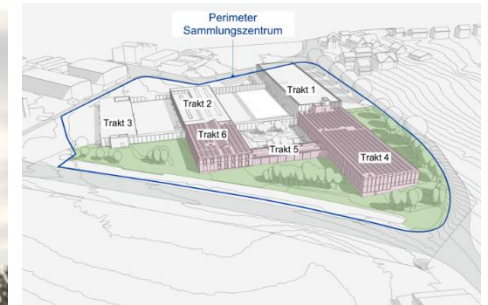 Perimeter
Sammlungszentrum
Trakt 1
Trakt 2
Trakt 3
Trakt 6
Trakt 5
Trakt 4